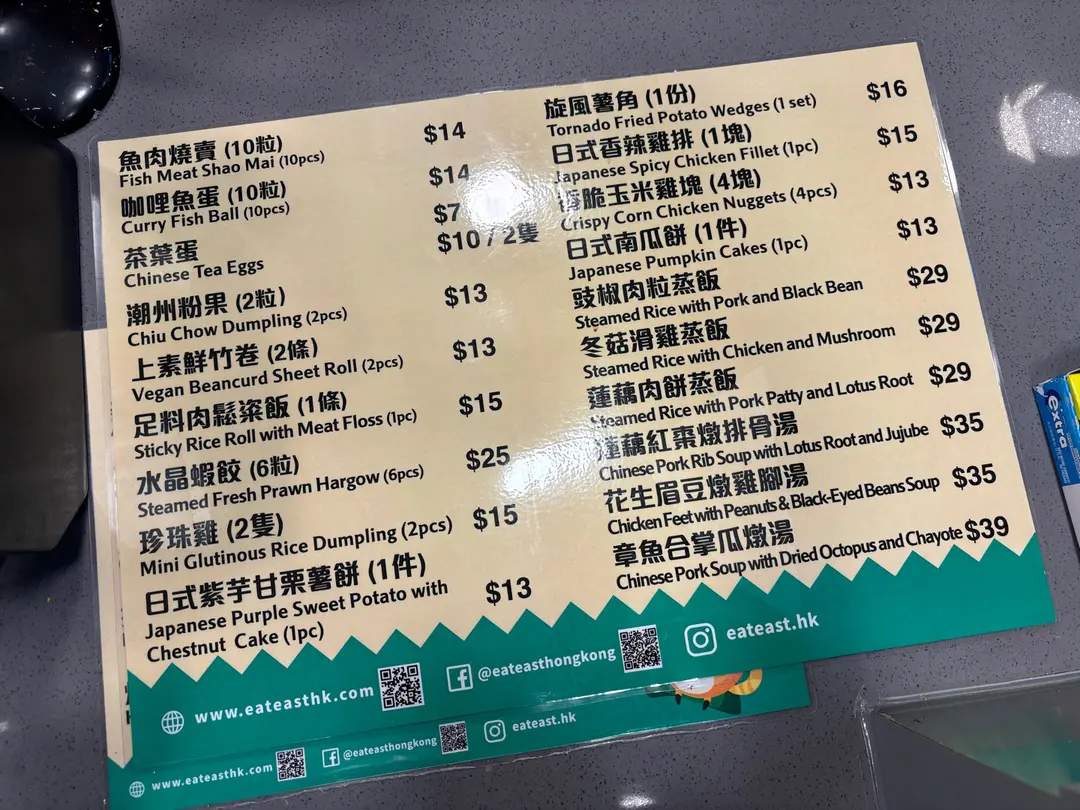 魚肉燒賣 (10粒) $14
Fish Meat Shao Mai (10pcs)
咖哩魚蛋 (10粒) $14
Curry Fish Ball (10pcs)
茶葉蛋 $7
Chinese Tea Eggs $10 / 2隻
潮州粉果 (2粒) $13
Chiu Chow Dumpling (2pcs)
上素鮮竹卷 (2條) $13
Vegan Beancurd Sheet Roll (2pcs)
足料肉鬆粢飯 (1條) $15
Sticky Rice Roll with Meat Floss (1pc)
水晶蝦餃 (6粒) $25
Steamed Fresh Prawn Hargow (6pcs)
珍珠雞 (2隻) $15
Mini Glutinous Rice Dumpling (2pcs)
日式紫芋甘栗薯餅 (1件) $13
Japanese Purple Sweet Potato with
Chestnut Cake (1pc)
旋風薯角 (1份) $16
Tornado Fried Potato Wedges (1 set)
日式香辣雞排 (1塊) $15
Japanese Spicy Chicken Fillet (1pc)
香脆玉米雞塊 (4塊) $13
Crispy Corn Chicken Nuggets (4pcs)
日式南瓜餅 (1件) $13
Japanese Pumpkin Cakes (1pc)
豉椒肉粒蒸飯 $29
Steamed Rice with Pork and Black Bean
冬菇滑雞蒸飯 $29
Steamed Rice with Chicken and Mushroom
蓮藕肉餅蒸飯 $29
Steamed Rice with Pork Patty and Lotus Root
蓮藕紅棗燉排骨湯 $35
Chinese Pork Rib Soup with Lotus Root and Jujube
花生眉豆燉雞腳湯 $35
Chicken Feet with Peanuts & Black-Eyed Beans Soup
章魚合掌瓜燉湯 $39
Chinese Pork Soup with Dried Octopus and Chayote
www.eateasthk.com @eateasthongkong eateast.hk
www.eateasthk.com @eateasthongkong eateast.hk
extra